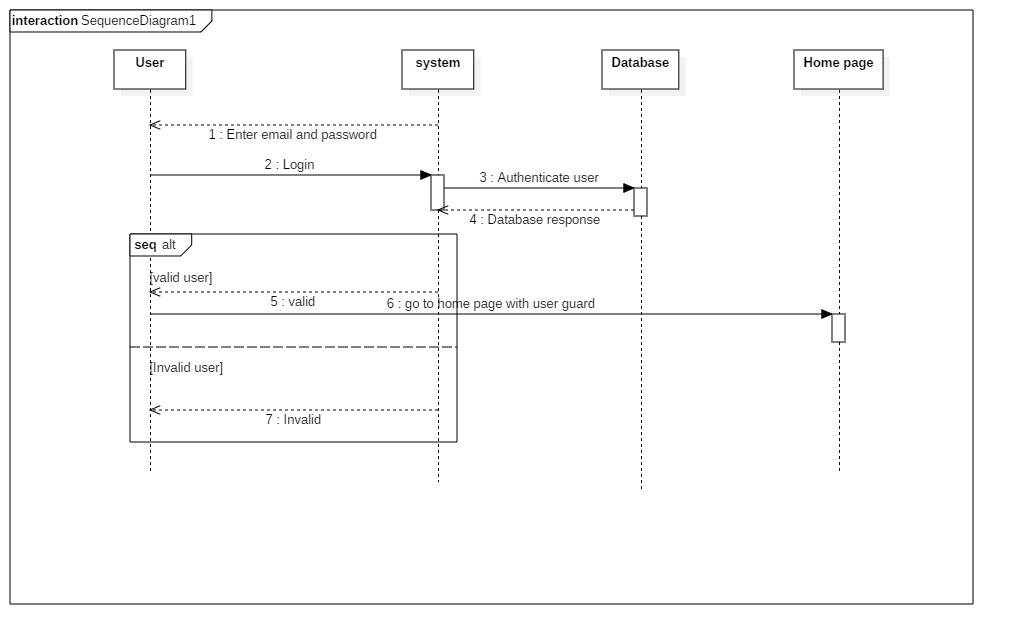 interaction SequenceDiagram1
User
system
Database
Home page
1 : Enter email and password
2 : Login
3 : Authenticate user
4 : Database response
seq alt
[valid user]
5 : valid
6 : go to home page with user guard
[Invalid user]
7 : Invalid